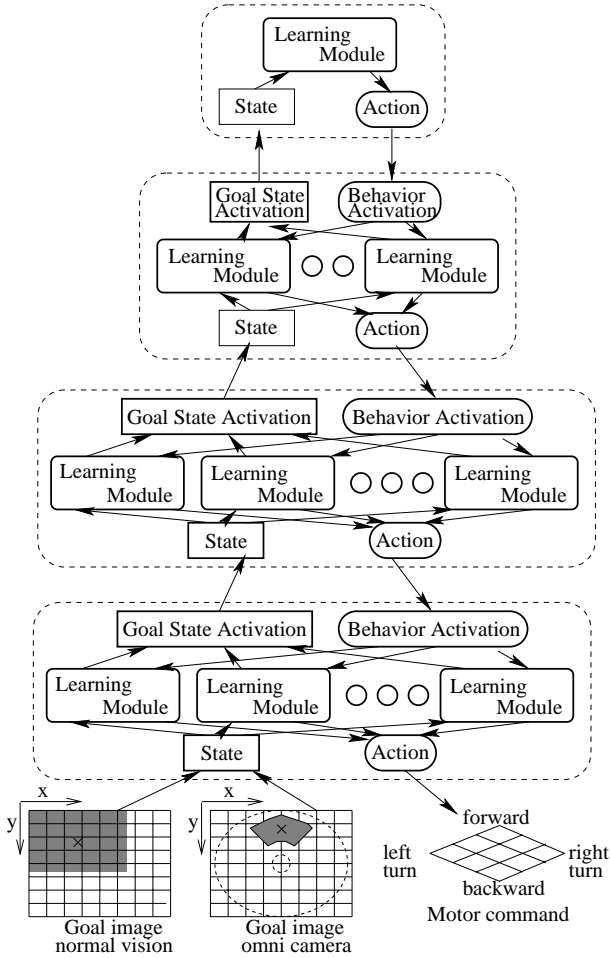 Learning
Module
State
Action
Goal State
Activation
Behavior
Activation
Learning
Module
Learning
Module
State
Action
Goal State Activation
Behavior Activation
Learning
Module
Learning
Module
Learning
Module
State
Action
Goal State Activation
Behavior Activation
Learning
Module
Learning
Module
Learning
Module
State
Action
x
y
x
y
forward
left
turn
right
turn
backward
Motor command
Goal image
normal vision
Goal image
omni camera